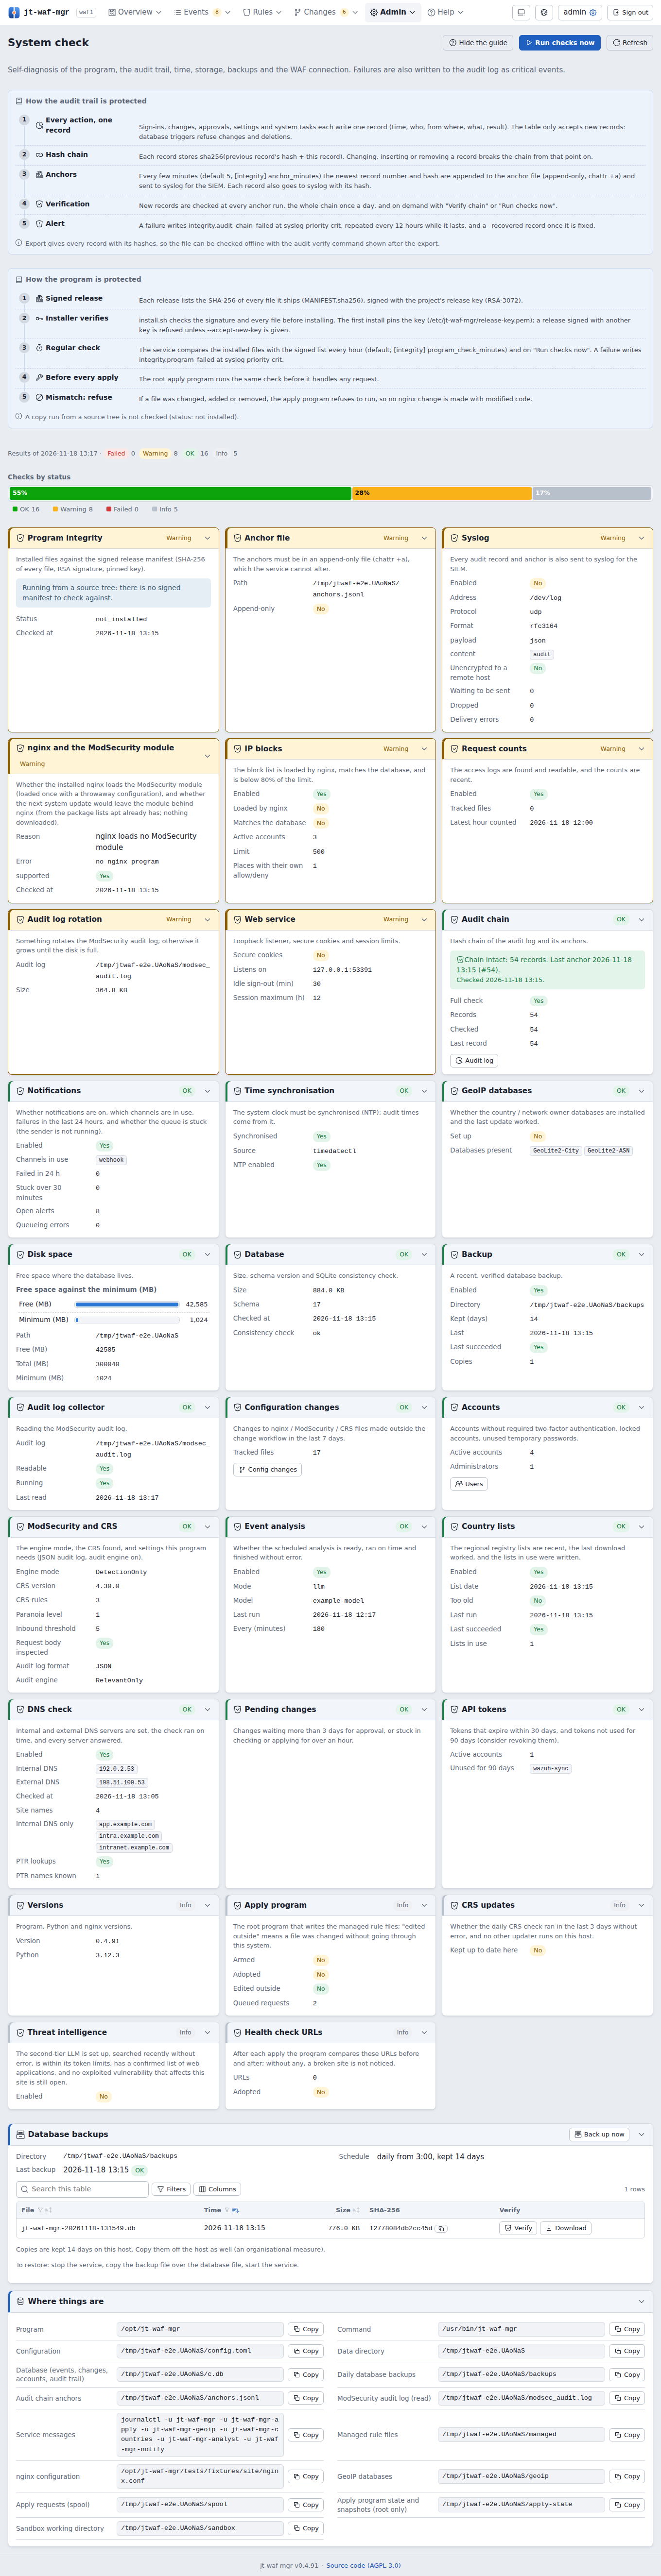 jt-waf-mgr waf1 Overview Events 8 Rules Changes 6 Admin Help admin Sign out
System check Hide the guide Run checks now Refresh
Self-diagnosis of the program, the audit trail, time, storage, backups and the WAF connection. Failures are also written to the audit log as critical events.
How the audit trail is protected
1 Every action, one record
Sign-ins, changes, approvals, settings and system tasks each write one record (time, who, from where, what, result). The table only accepts new records: database triggers refuse changes and deletions.
2 Hash chain Each record stores sha256(previous record's hash + this record). Changing, inserting or removing a record breaks the chain from that point on.
3 Anchors Every few minutes (default 5, [integrity] anchor_minutes) the newest record number and hash are appended to the anchor file (append-only, chattr +a) and sent to syslog for the SIEM. Each record also goes to syslog with its hash.
4 Verification New records are checked at every anchor run, the whole chain once a day, and on demand with "Verify chain" or "Run checks now".
5 Alert A failure writes integrity.audit_chain_failed at syslog priority crit, repeated every 12 hours while it lasts, and a _recovered record once it is fixed.
Export gives every record with its hashes, so the file can be checked offline with the audit-verify command shown after the export.
How the program is protected
1 Signed release Each release lists the SHA-256 of every file it ships (MANIFEST.sha256), signed with the project's release key (RSA-3072).
2 Installer verifies install.sh checks the signature and every file before installing. The first install pins the key (/etc/jt-waf-mgr/release-key.pem); a release signed with another key is refused unless --accept-new-key is given.
3 Regular check The service compares the installed files with the signed list every hour (default; [integrity] program_check_minutes) and on "Run checks now". A failure writes integrity.program_failed at syslog priority crit.
4 Before every apply The root apply program runs the same check before it handles any request.
5 Mismatch: refuse If a file was changed, added or removed, the apply program refuses to run, so no nginx change is made with modified code.
A copy run from a source tree is not checked (status: not_installed).
Results of 2026-11-18 13:17 · Failed 0 Warning 8 OK 16 Info 5
Checks by status
55% 28% 17%
OK 16 Warning 8 Failed 0 Info 5
Program integrity Warning
Installed files against the signed release manifest (SHA-256 of every file, RSA signature, pinned key).
Running from a source tree: there is no signed manifest to check against.
Status not_installed
Checked at 2026-11-18 13:15
Anchor file Warning
The anchors must be in an append-only file (chattr +a), which the service cannot alter.
Path /tmp/jtwaf-e2e.UAoNaS/anchors.jsonl
Append-only No
Syslog Warning
Every audit record and anchor is also sent to syslog for the SIEM.
Enabled No
Address /dev/log
Protocol udp
Format rfc3164
payload json
content audit
Unencrypted to a remote host No
Waiting to be sent 0
Dropped 0
Delivery errors 0
nginx and the ModSecurity module Warning
Whether the installed nginx loads the ModSecurity module (loaded once with a throwaway configuration), and whether the next system update would leave the module behind nginx (from the package lists apt already has; nothing downloaded).
Reason nginx loads no ModSecurity module
Error no nginx program
supported Yes
Checked at 2026-11-18 13:15
IP blocks Warning
The block list is loaded by nginx, matches the database, and is below 80% of the limit.
Enabled Yes
Loaded by nginx No
Matches the database No
Active accounts 3
Limit 500
Places with their own allow/deny 1
Request counts Warning
The access logs are found and readable, and the counts are recent.
Enabled Yes
Tracked files 0
Latest hour counted 2026-11-18 12:00
Audit log rotation Warning
Something rotates the ModSecurity audit log; otherwise it grows until the disk is full.
Audit log /tmp/jtwaf-e2e.UAoNaS/modsec_audit.log
Size 364.8 KB
Web service Warning
Loopback listener, secure cookies and session limits.
Secure cookies No
Listens on 127.0.0.1:53391
Idle sign-out (min) 30
Session maximum (h) 12
Audit chain OK
Hash chain of the audit log and its anchors.
Chain intact: 54 records. Last anchor 2026-11-18 13:15 (#54).
Checked 2026-11-18 13:15.
Full check Yes
Records 54
Checked 54
Last record 54
Audit log
Notifications OK
Whether notifications are on, which channels are in use, failures in the last 24 hours, and whether the queue is stuck (the sender is not running).
Enabled Yes
Channels in use webhook
Failed in 24 h 0
Stuck over 30 minutes 0
Open alerts 8
Queueing errors 0
Time synchronisation OK
The system clock must be synchronised (NTP): audit times come from it.
Synchronised Yes
Source timedatectl
NTP enabled Yes
GeoIP databases OK
Whether the country / network owner databases are installed and the last update worked.
Set up No
Databases present GeoLite2-City GeoLite2-ASN
Disk space OK
Free space where the database lives.
Free space against the minimum (MB)
Free (MB) 42,585
Minimum (MB) 1,024
Path /tmp/jtwaf-e2e.UAoNaS
Free (MB) 42585
Total (MB) 300040
Minimum (MB) 1024
Database OK
Size, schema version and SQLite consistency check.
Size 884.0 KB
Schema 17
Checked at 2026-11-18 13:15
Consistency check ok
Backup OK
A recent, verified database backup.
Enabled Yes
Directory /tmp/jtwaf-e2e.UAoNaS/backups
Kept (days) 14
Last 2026-11-18 13:15
Last succeeded Yes
Copies 1
Audit log collector OK
Reading the ModSecurity audit log.
Audit log /tmp/jtwaf-e2e.UAoNaS/modsec_audit.log
Readable Yes
Running Yes
Last read 2026-11-18 13:17
Configuration changes OK
Changes to nginx / ModSecurity / CRS files made outside the change workflow in the last 7 days.
Tracked files 17
Config changes
Accounts OK
Accounts without required two-factor authentication, locked accounts, unused temporary passwords.
Active accounts 4
Administrators 1
Users
ModSecurity and CRS OK
The engine mode, the CRS found, and settings this program needs (JSON audit log, audit engine on).
Engine mode DetectionOnly
CRS version 4.30.0
CRS rules 3
Paranoia level 1
Inbound threshold 5
Request body inspected Yes
Audit log format JSON
Audit engine RelevantOnly
Event analysis OK
Whether the scheduled analysis is ready, ran on time and finished without error.
Enabled Yes
Mode llm
Model example-model
Last run 2026-11-18 12:17
Every (minutes) 180
Country lists OK
The regional registry lists are recent, the last download worked, and the lists in use were written.
Enabled Yes
List date 2026-11-18 13:15
Too old No
Last run 2026-11-18 13:15
Last succeeded Yes
Lists in use 1
DNS check OK
Internal and external DNS servers are set, the check ran on time, and every server answered.
Enabled Yes
Internal DNS 192.0.2.53
External DNS 198.51.100.53
Checked at 2026-11-18 13:05
Site names 4
Internal DNS only app.example.com
intra.example.com
intranet.example.com
PTR lookups Yes
PTR names known 1
Pending changes OK
Changes waiting more than 3 days for approval, or stuck in checking or applying for over an hour.
API tokens OK
Tokens that expire within 30 days, and tokens not used for 90 days (consider revoking them).
Active accounts 1
Unused for 90 days wazuh-sync
Versions Info
Program, Python and nginx versions.
Version 0.4.91
Python 3.12.3
Apply program Info
The root program that writes the managed rule files; "edited outside" means a file was changed without going through this system.
Armed No
Adopted No
Edited outside No
Queued requests 2
CRS updates Info
Whether the daily CRS check ran in the last 3 days without error, and no other updater runs on this host.
Kept up to date here No
Threat intelligence Info
The second-tier LLM is set up, searched recently without error, is within its token limits, has a confirmed list of web applications, and no exploited vulnerability that affects this site is still open.
Enabled No
Health check URLs Info
After each apply the program compares these URLs before and after; without any, a broken site is not noticed.
URLs 0
Adopted No
Database backups Back up now
Directory /tmp/jtwaf-e2e.UAoNaS/backups Schedule daily from 3:00, kept 14 days
Last backup 2026-11-18 13:15 OK
Search this table Filters Columns 1 rows
File Time Size SHA-256 Verify
jt-waf-mgr-20261118-131549.db 2026-11-18 13:15 776.0 KB 12778084db2cc45d Verify Download
Copies are kept 14 days on this host. Copy them off the host as well (an organisational measure).
To restore: stop the service, copy the backup file over the database file, start the service.
Where things are
Program /opt/jt-waf-mgr Copy Command /usr/bin/jt-waf-mgr Copy
Configuration /tmp/jtwaf-e2e.UAoNaS/config.toml Copy Data directory /tmp/jtwaf-e2e.UAoNaS Copy
Database (events, changes, accounts, audit trail) /tmp/jtwaf-e2e.UAoNaS/c.db Copy Daily database backups /tmp/jtwaf-e2e.UAoNaS/backups Copy
Audit chain anchors /tmp/jtwaf-e2e.UAoNaS/anchors.jsonl Copy ModSecurity audit log (read) /tmp/jtwaf-e2e.UAoNaS/modsec_audit.log Copy
Service messages journalctl -u jt-waf-mgr -u jt-waf-mgr-apply -u jt-waf-mgr-geoip -u jt-waf-mgr-countries -u jt-waf-mgr-analyst -u jt-waf-mgr-notify Copy Managed rule files /tmp/jtwaf-e2e.UAoNaS/managed Copy
nginx configuration /opt/jt-waf-mgr/tests/fixtures/site/nginx.conf Copy GeoIP databases /tmp/jtwaf-e2e.UAoNaS/geoip Copy
Apply requests (spool) /tmp/jtwaf-e2e.UAoNaS/spool Copy Apply program state and snapshots (root only) /tmp/jtwaf-e2e.UAoNaS/apply-state Copy
Sandbox working directory /tmp/jtwaf-e2e.UAoNaS/sandbox Copy
jt-waf-mgr v0.4.91 · Source code (AGPL-3.0)